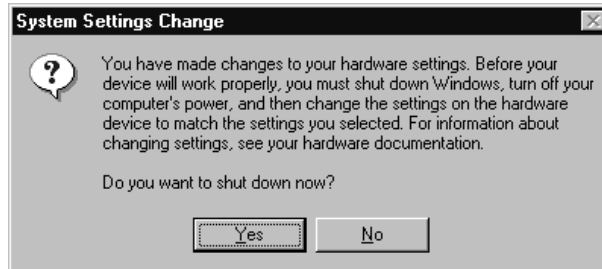 System Settings Change
You have made changes to your hardware settings. Before your
device will work properly, you must shut down Windows, turn off your
computer's power, and then change the settings on the hardware
device to match the settings you selected. For information about
changing settings, see your hardware documentation.
Do you want to shut down now?
Yes No